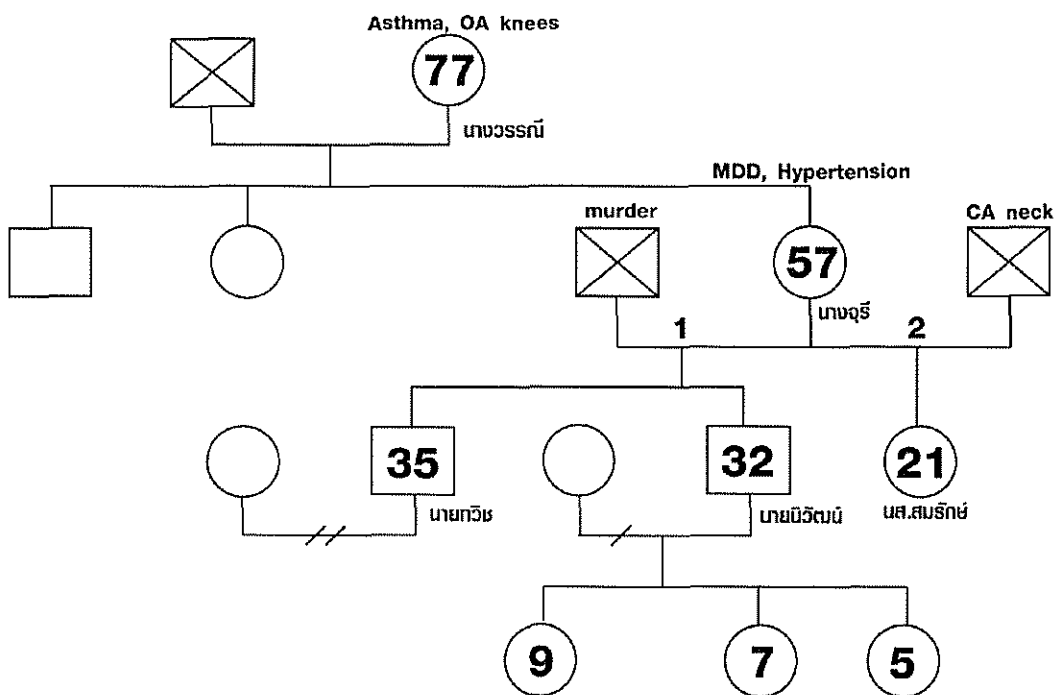 Asthma, OA knees
77
นางวรรณี
MDD, Hypertension
murder
CA neck
57
นางจุรี
1
2
35
32
21
นายทวิช
นายนิวัฒน์
นส.สมรักษ์
9
7
5